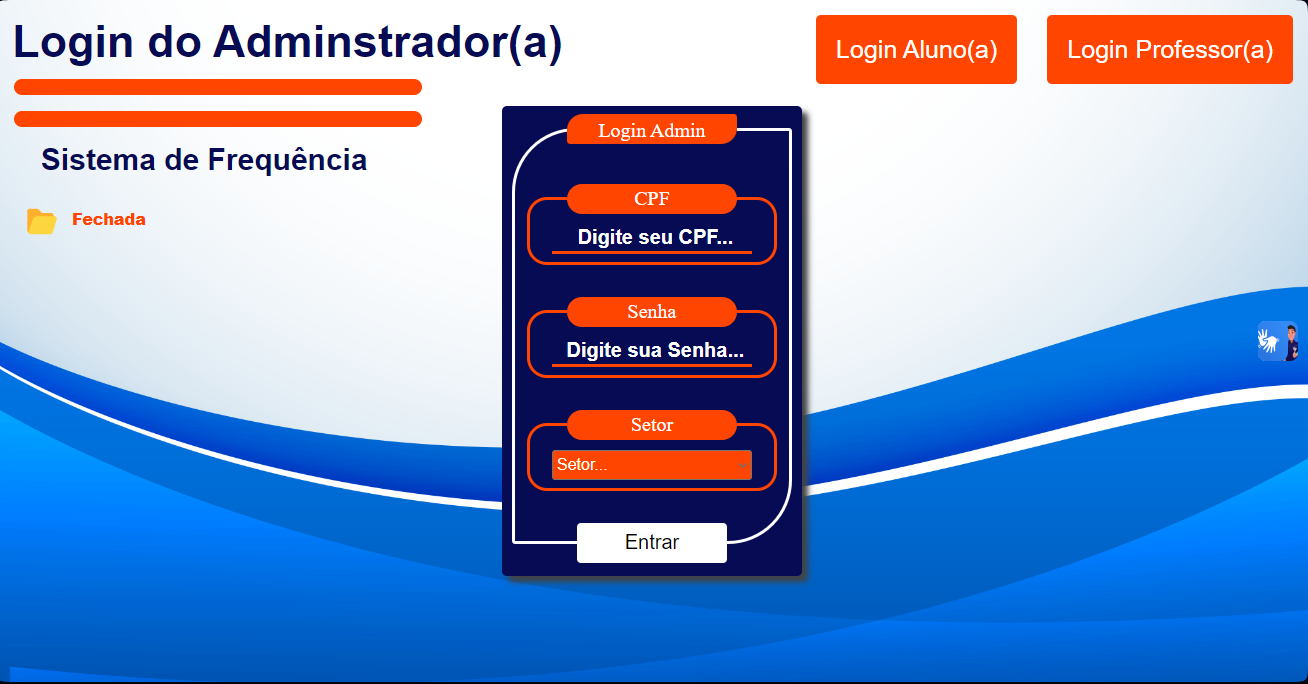 Login do Adminstrador(a)
Login Aluno(a)
Login Professor(a)
Sistema de Frequência
Fechada
Login Admin
CPF
Digite seu CPF...
Senha
Digite sua Senha...
Setor
Setor...
Entrar